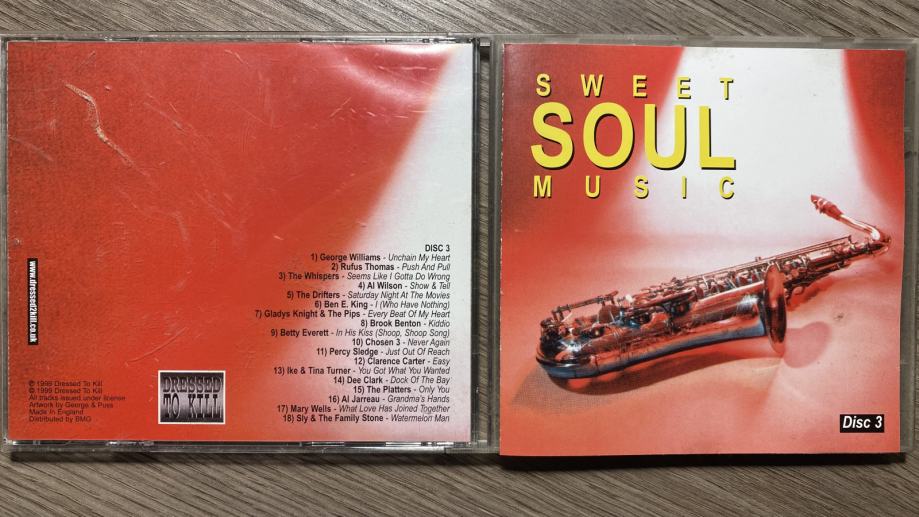 DISC 3
1) George Williams - Unchain My Heart
2) Rufus Thomas - Push And Pull
3) The Whispers - Seems Like I Gotta Do Wrong
4) Al Wilson - Show & Tell
5) The Drifters - Saturday Night At The Movies
6) Ben E. King - I (Who Have Nothing)
7) Gladys Knight & The Pips - Every Beat Of My Heart
8) Brook Benton - Kiddio
9) Betty Everett - In His Kiss (Shoop, Shoop Song)
10) Chosen 3 - Never Again
11) Percy Sledge - Just Out Of Reach
12) Clarence Carter - Easy
13) Ike & Tina Turner - You Got What You Wanted
14) Dee Clark - Dock Of The Bay
15) The Platters - Only You
16) Al Jarreau - Grandma's Hands
17) Mary Wells - What Love Has Joined Together
18) Sly & The Family Stone - Watermelon Man
www.dressed2kill.co.uk
℗ 1999 Dressed To Kill
© 1999 Dressed To Kill
All tracks issued under license
Artwork by George & Puss
Made In England
Distributed by BMG
DRESSED
TO KILL
SWEET
SOUL
MUSIC
Disc 3